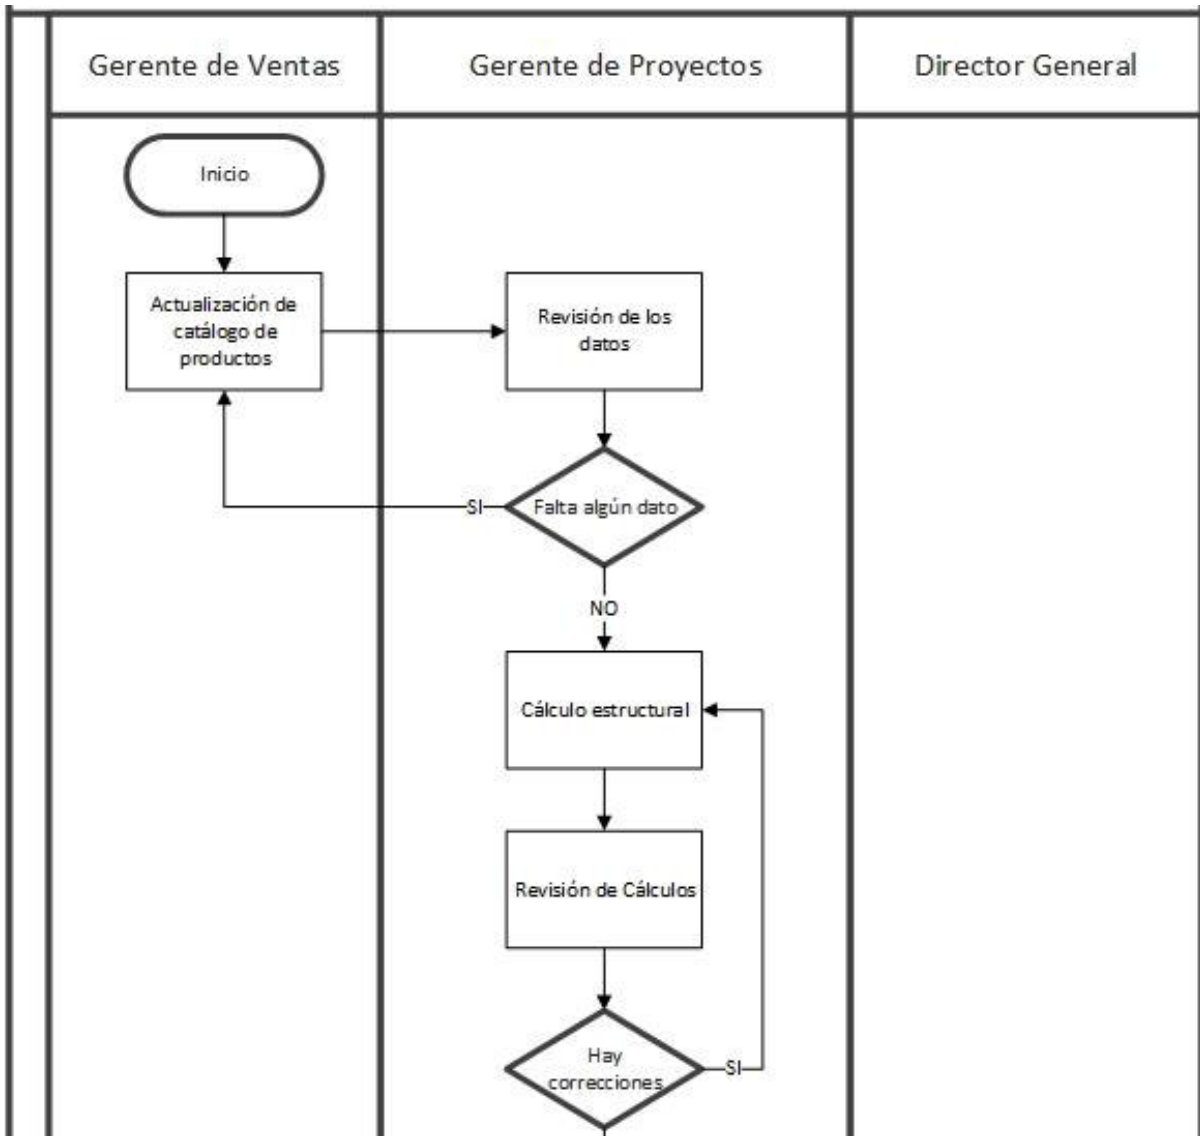 Gerente de Ventas
Gerente de Proyectos
Director General
Inicio
Actualización de
catálogo de
productos
Revisión de los
datos
Falta algún dato
SI
NO
Cálculo estructural
Revisión de Cálculos
Hay
correcciones
SI